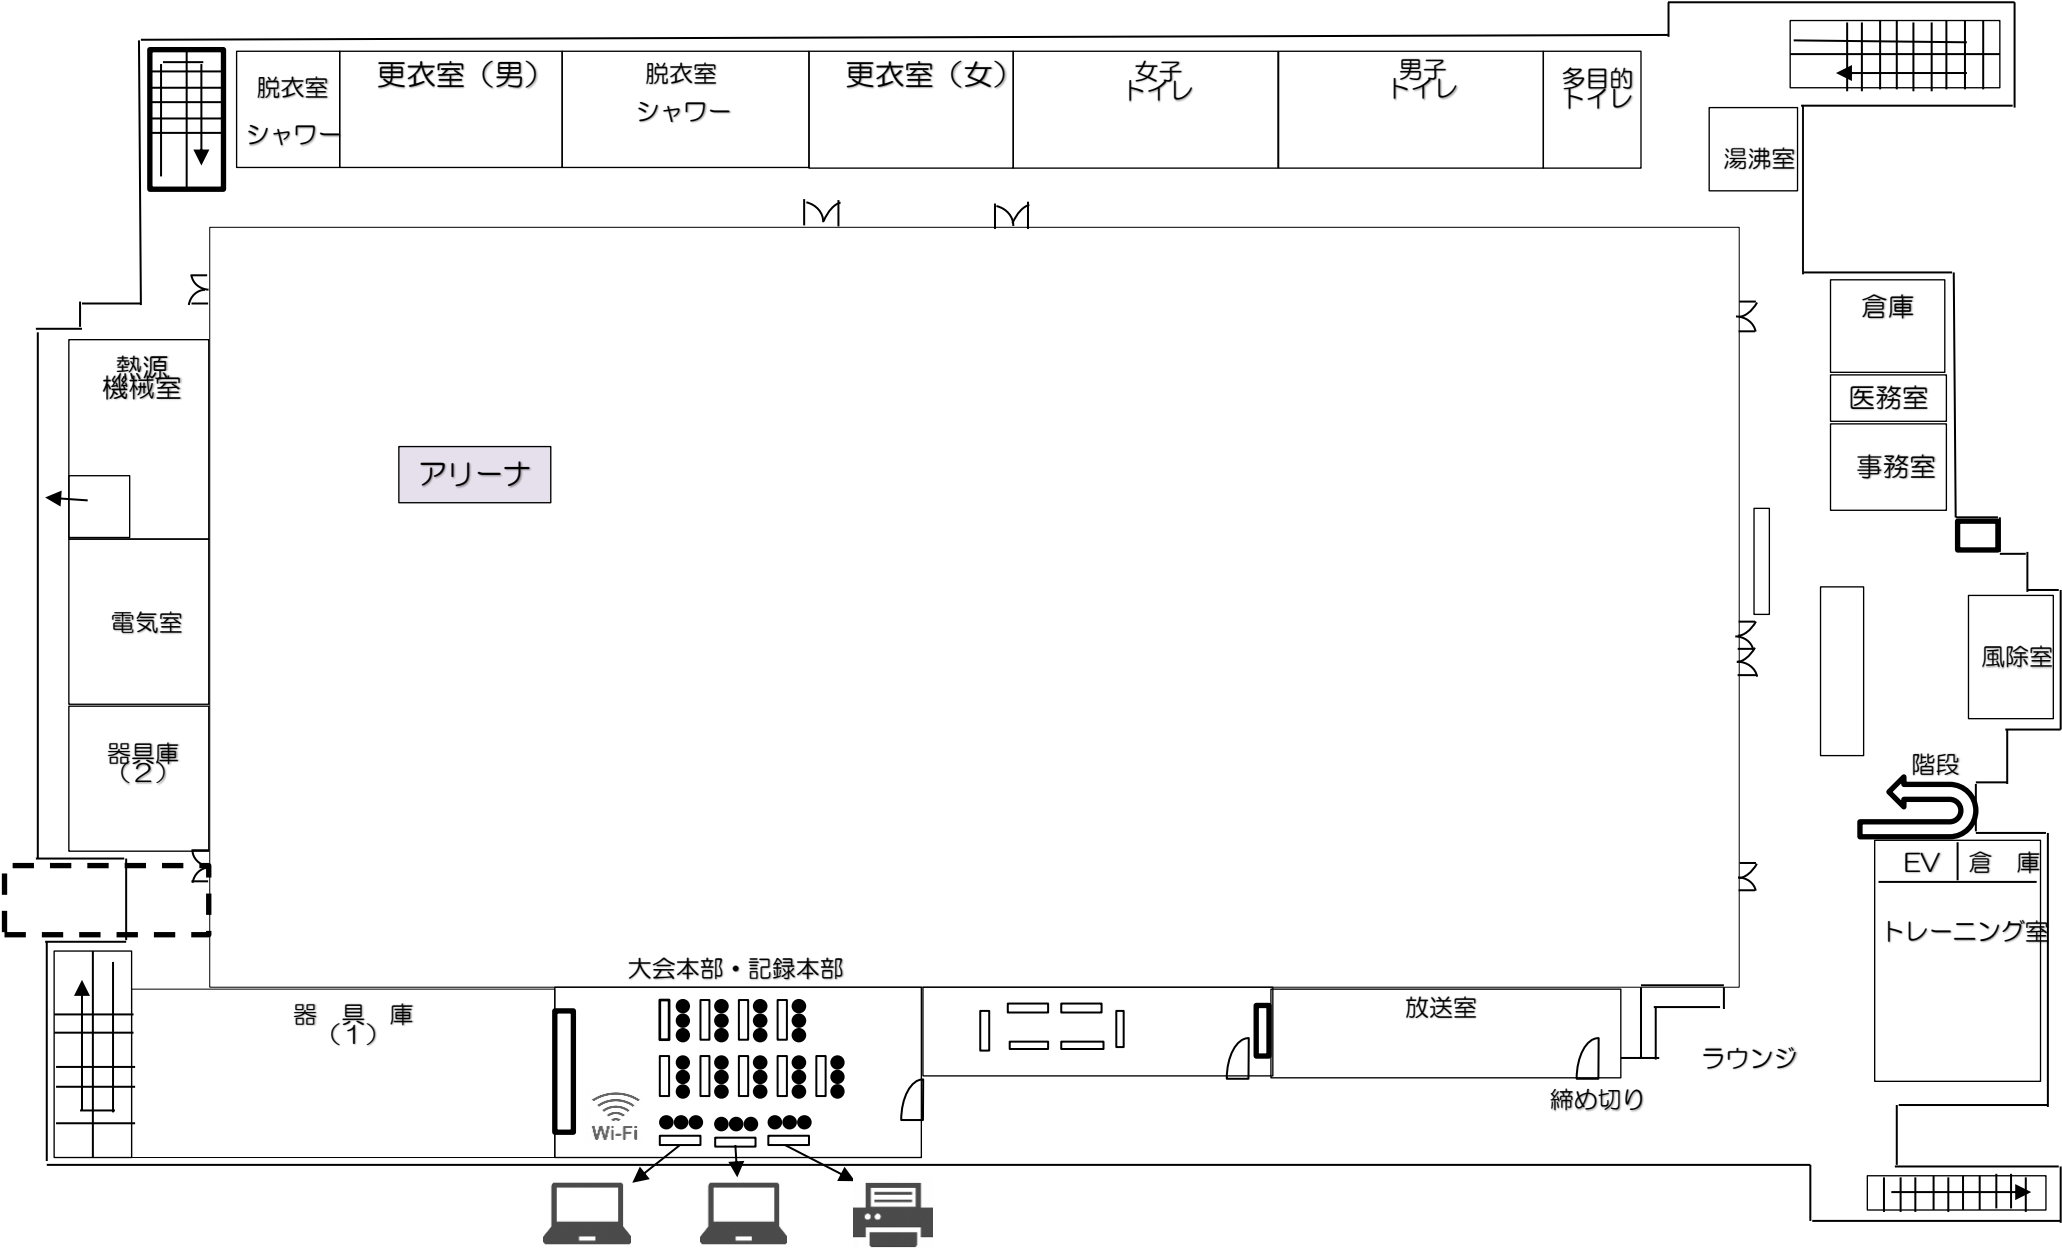 脱衣室
シャワー
更衣室（男）
脱衣室
シャワー
更衣室（女）
女子
トイレ
男子
トイレ
多目的
トイレ
湯沸室
倉庫
医務室
事務室
熱源
機械室
アリーナ
電気室
風除室
器具庫
（２）
階段
EV
倉　庫
トレーニング室
大会本部・記録本部
器　具　庫
（１）
放送室
ラウンジ
締め切り
Wi-Fi